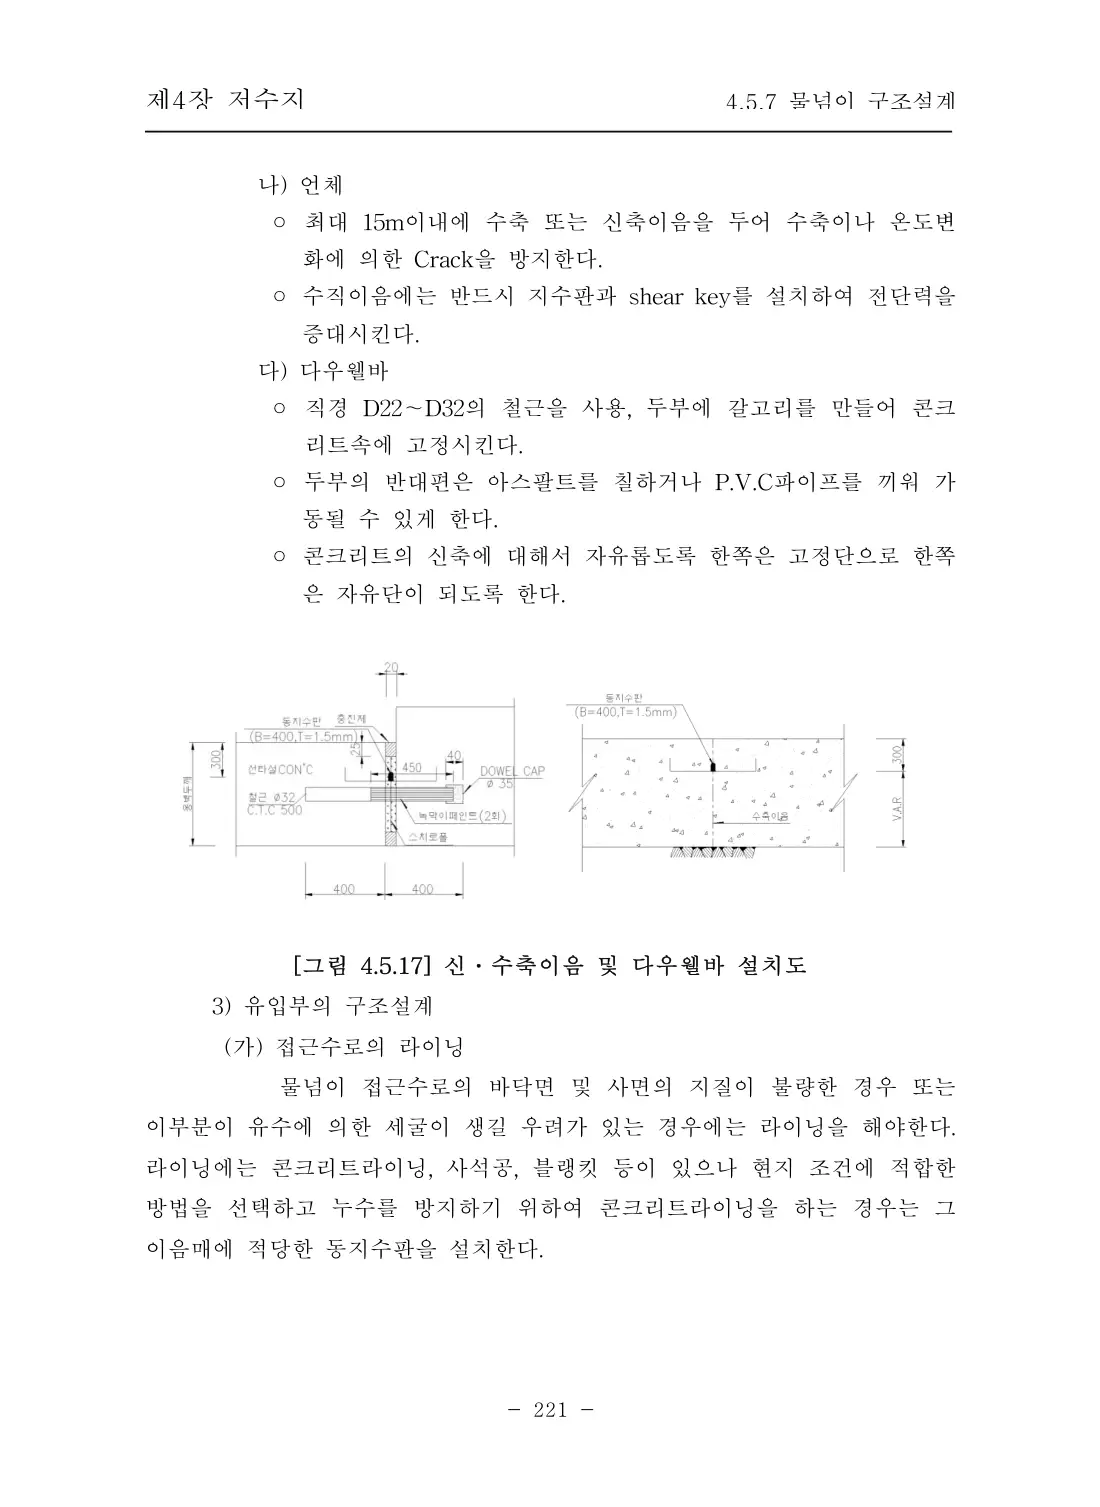 제4장 저수지
4.5.7 물넘이 구조설계
나) 언체
○ 최대 15m이내에 수축 또는 신축이음을 두어 수축이나 온도변
화에 의한 Crack을 방지한다.
○ 수직이음에는 반드시 지수판과 shear key를 설치하여 전단력을
증대시킨다.
다) 다우웰바
○ 직경 D22～D32의 철근을 사용, 두부에 갈고리를 만들어 콘크
리트속에 고정시킨다.
○ 두부의 반대편은 아스팔트를 칠하거나 P.V.C파이프를 끼워 가
동될 수 있게 한다.
○ 콘크리트의 신축에 대해서 자유롭도록 한쪽은 고정단으로 한쪽
은 자유단이 되도록 한다.
20
동지수판 충진제
(B=400,T=1.5mm)
25
300
옹벽두께
선타설CON'C
450
40
DOWEL CAP
Ø 35
철근 Ø32
C.T.C 500
녹막이페인트(2회)
스치로폴
400
400
동지수판
(B=400,T=1.5mm)
300
수축이음
V.A.R
[그림 4.5.17] 신・수축이음 및 다우웰바 설치도
3) 유입부의 구조설계
(가) 접근수로의 라이닝
물넘이 접근수로의 바닥면 및 사면의 지질이 불량한 경우 또는
이부분이 유수에 의한 세굴이 생길 우려가 있는 경우에는 라이닝을 해야한다.
라이닝에는 콘크리트라이닝, 사석공, 블랭킷 등이 있으나 현지 조건에 적합한
방법을 선택하고 누수를 방지하기 위하여 콘크리트라이닝을 하는 경우는 그
이음매에 적당한 동지수판을 설치한다.
- 221 -